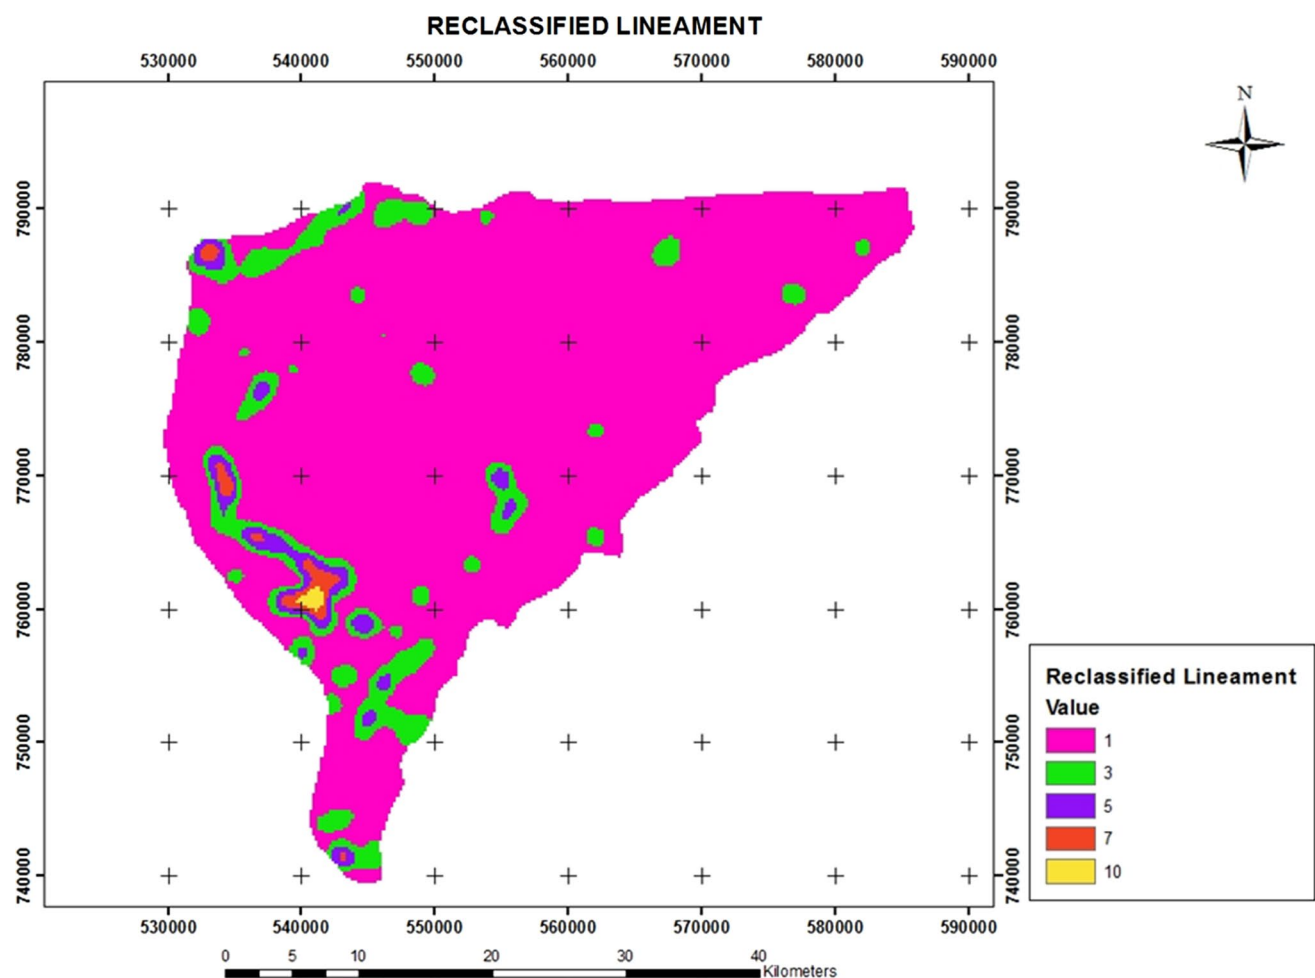 RECLASSIFIED LINEAMENT
530000 540000 550000 560000 570000 580000 590000
N
790000 790000
780000 780000
770000 770000
760000 760000
750000 750000
740000 740000
530000 540000 550000 560000 570000 580000 590000
Reclassified Lineament
Value
1
3
5
7
10
0 5 10 20 30 40
Kilometers